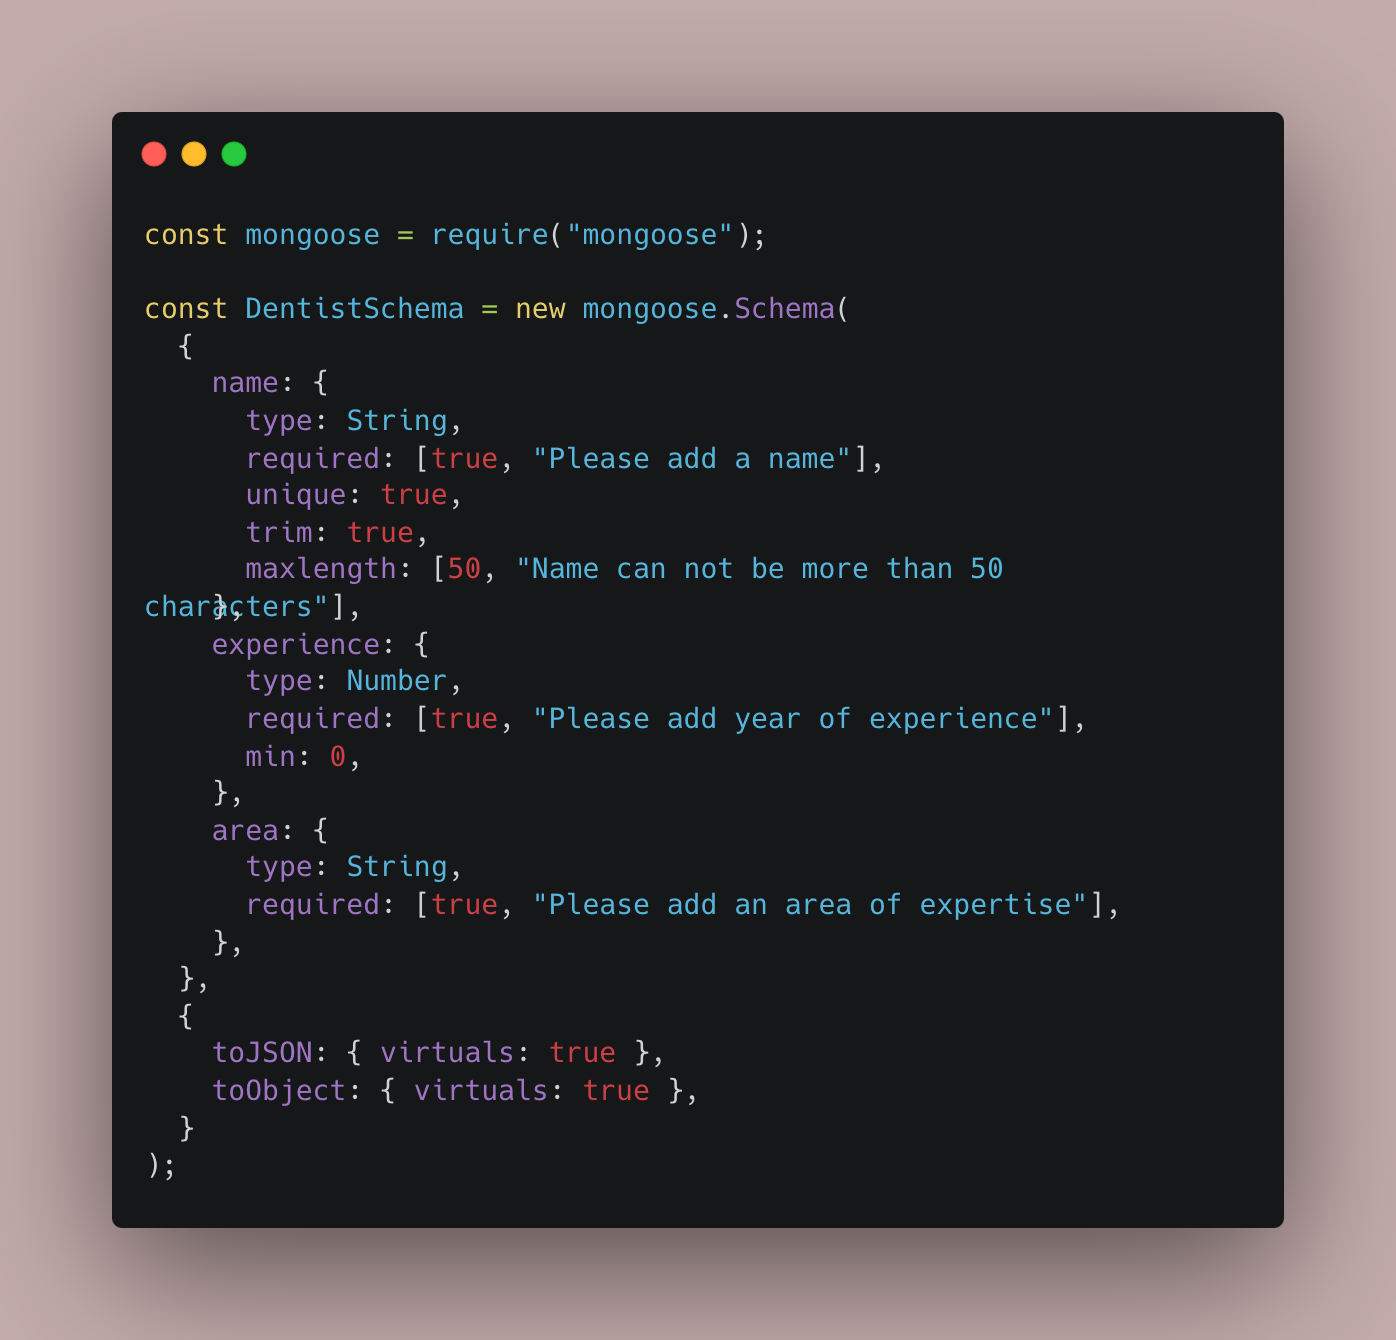 const mongoose = require("mongoose");

const DentistSchema = new mongoose.Schema(
  {
    name: {
      type: String,
      required: [true, "Please add a name"],
      unique: true,
      trim: true,
      maxlength: [50, "Name can not be more than 50
characters"],
    },
    experience: {
      type: Number,
      required: [true, "Please add year of experience"],
      min: 0,
    },
    area: {
      type: String,
      required: [true, "Please add an area of expertise"],
    },
  },
  {
    toJSON: { virtuals: true },
    toObject: { virtuals: true },
  }
);